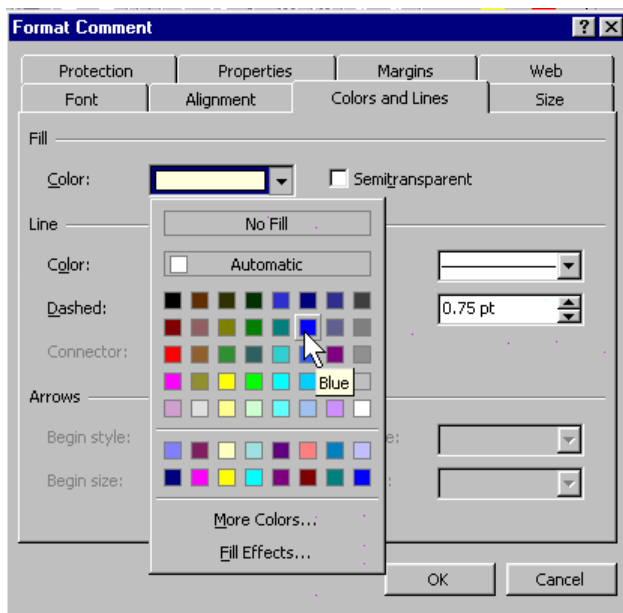 Format Comment
Protection Properties Margins Web
Font Alignment Colors and Lines Size
Fill
Color: Semitransparent
No Fill
Line
Color: Automatic
Dashed: 0.75 pt
Connector:
Blue
Arrows
Begin style: e:
Begin size: :
More Colors...
Fill Effects...
OK Cancel